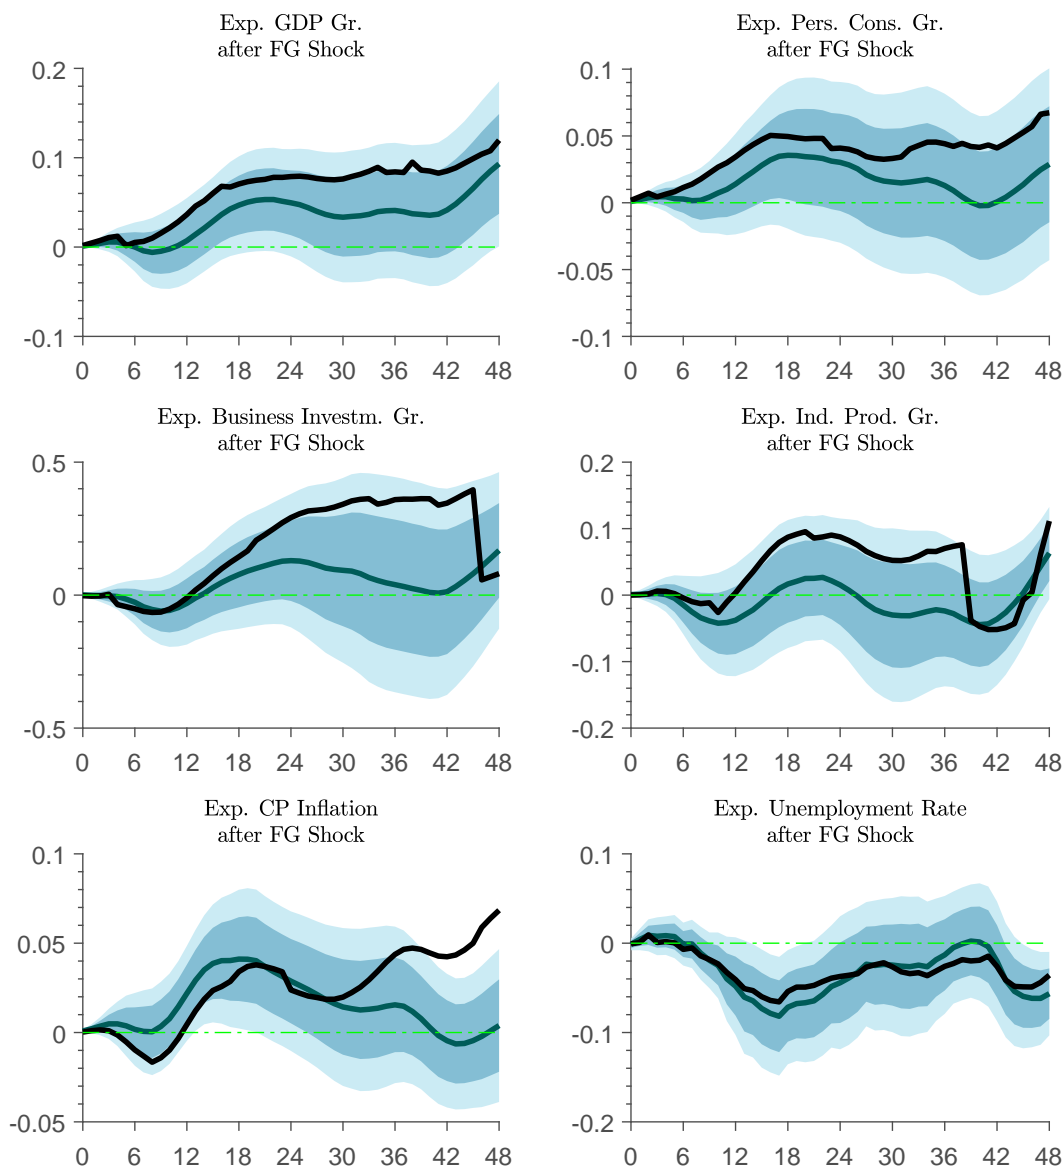 Exp. GDP Gr.
after FG Shock
0.2
0.1
0
-0.1
0 6 12 18 24 30 36 42 48
Exp. Pers. Cons. Gr.
after FG Shock
0.1
0.05
0
-0.05
-0.1
0 6 12 18 24 30 36 42 48
Exp. Business Investm. Gr.
after FG Shock
0.5
0
-0.5
0 6 12 18 24 30 36 42 48
Exp. Ind. Prod. Gr.
after FG Shock
0.2
0.1
0
-0.1
-0.2
0 6 12 18 24 30 36 42 48
Exp. CP Inflation
after FG Shock
0.1
0.05
0
-0.05
0 6 12 18 24 30 36 42 48
Exp. Unemployment Rate
after FG Shock
0.1
0
-0.1
-0.2
0 6 12 18 24 30 36 42 48